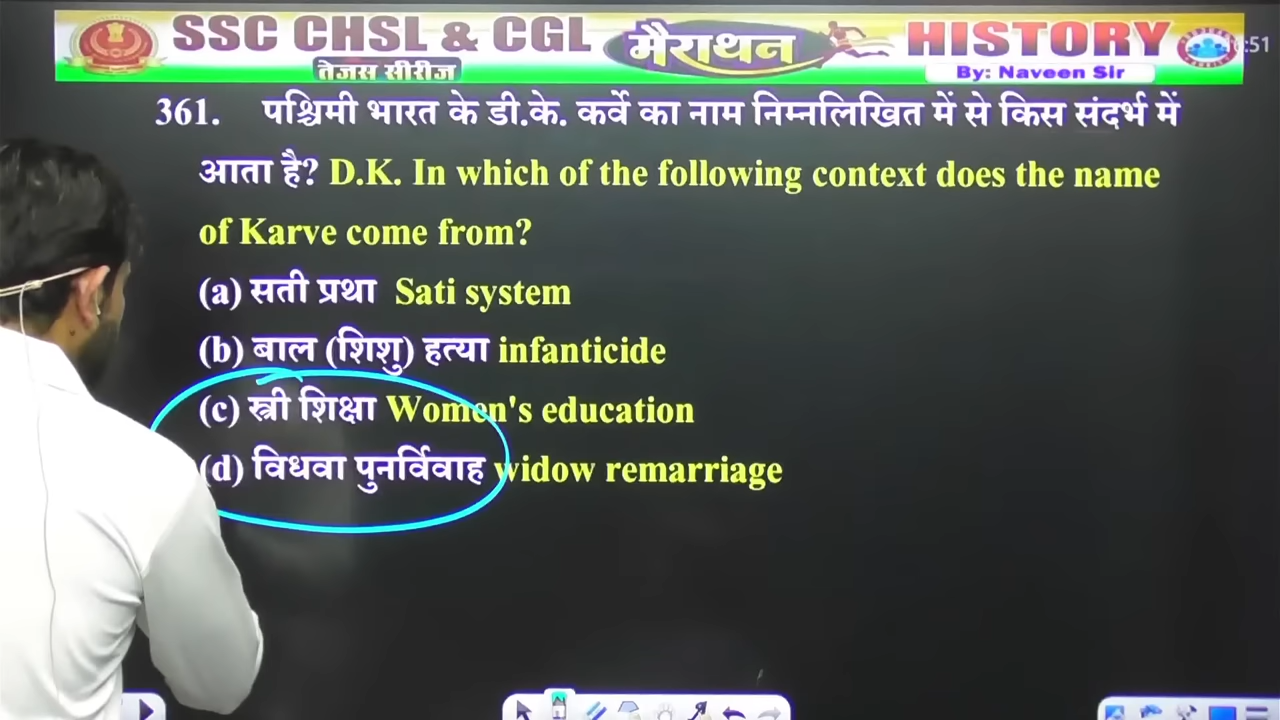 SSC CHSL & CGL मैराथन HISTORY
तेजस सीरीज By: Naveen Sir
361. पश्चिमी भारत के डी.के. कर्वे का नाम निम्नलिखित में से किस संदर्भ में
आता है? D.K. In which of the following context does the name
of Karve come from?
(a) सती प्रथा Sati system
(b) बाल (शिशु) हत्या infanticide
(c) स्त्री शिक्षा Women's education
(d) विधवा पुनर्विवाह widow remarriage